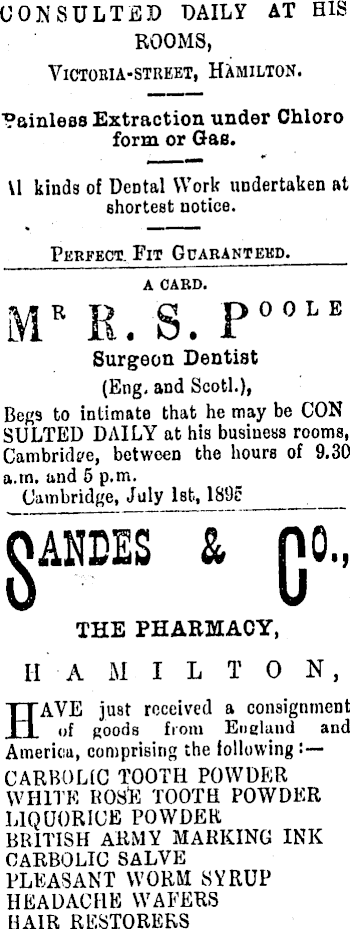 CONSULTED DAILY AT HIS
ROOMS,
VICTORIA-STREET, HAMILTON.
Painless Extraction under Chloro
form or Gas.
All kinds of Dental Work undertaken at
shortest notice.
PERFECT FIT GUARANTEED.
A CARD.
MR R. S. POOLE
Surgeon Dentist
(Eng. and Scotl.),
Begs to intimate that he may be CON
SULTED DAILY at his business rooms,
Cambridge, between the hours of 9.30
a.m. and 5 p.m.
Cambridge, July 1st, 1895
SANDES & Co.,
THE PHARMACY,
HAMILTON,
HAVE just received a consignment
of goods from England and
America, comprising the following:—
CARBOLIC TOOTH POWDER
WHITE ROSE TOOTH POWDER
LIQUORICE POWDER
BRITISH ARMY MARKING INK
CARBOLIC SALVE
PLEASANT WORM SYRUP
HEADACHE WAFERS
HAIR RESTORERS